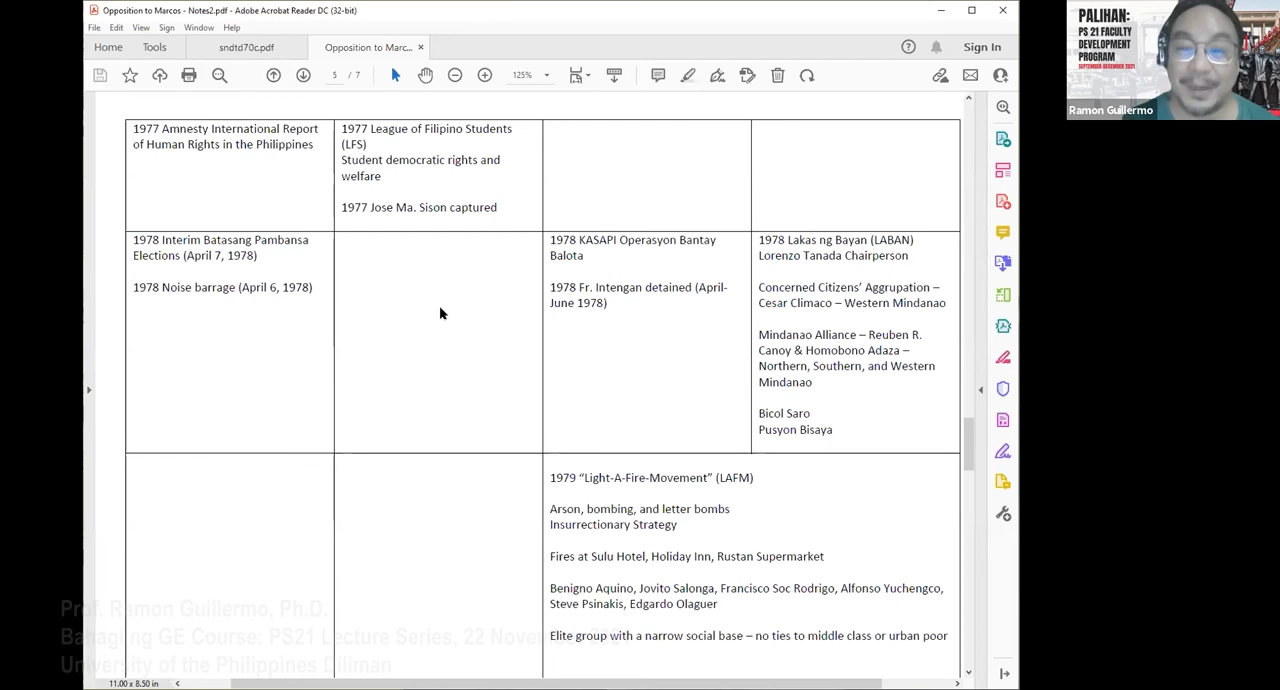 Opposition to Marcos - Notes2.pdf - Adobe Acrobat Reader DC (32-bit)
File Edit View Sign Window Help
Home Tools sndtd70c.pdf Opposition to Marc... × Sign In
5 / 7 125%
1977 Amnesty International Report
of Human Rights in the Philippines
1977 League of Filipino Students
(LFS)
Student democratic rights and
welfare
1977 Jose Ma. Sison captured
1978 Interim Batasang Pambansa
Elections (April 7, 1978)
1978 Noise barrage (April 6, 1978)
1978 KASAPI Operasyon Bantay
Balota
1978 Fr. Intengan detained (April-
June 1978)
1978 Lakas ng Bayan (LABAN)
Lorenzo Tanada Chairperson
Concerned Citizens’ Aggrupation –
Cesar Climaco – Western Mindanao
Mindanao Alliance – Reuben R.
Canoy & Homobono Adaza –
Northern, Southern, and Western
Mindanao
Bicol Saro
Pusyon Bisaya
1979 “Light-A-Fire-Movement” (LAFM)
Arson, bombing, and letter bombs
Insurrectionary Strategy
Fires at Sulu Hotel, Holiday Inn, Rustan Supermarket
Benigno Aquino, Jovito Salonga, Francisco Soc Rodrigo, Alfonso Yuchengco,
Steve Psinakis, Edgardo Olaguer
Elite group with a narrow social base – no ties to middle class or urban poor
11.00 x 8.50 in
Prof. Ramon Guillermo, Ph.D.
Bahaging GE Course: PS21 Lecture Series, 22 November
University of the Philippines Diliman
PALIHAN:
PS 21 FACULTY
DEVELOPMENT
PROGRAM
SEPTEMBER-DECEMBER 2021
Ramon Guillermo